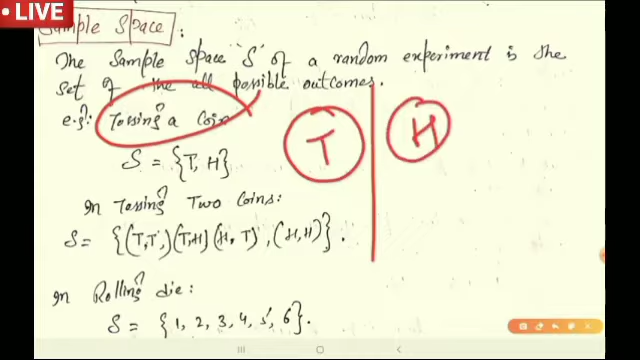 LIVE
Sample Space :
The Sample Space 'S' of a random experiment is the
set of the all possible outcomes.
e.g: Tossing a Coin
T H
S = {T, H}
In Tossing Two Coins:
S = {(T,T,)(T,H)(H, T), (H,H)}.
In Rolling die:
S = {1, 2, 3, 4, 5, 6}.